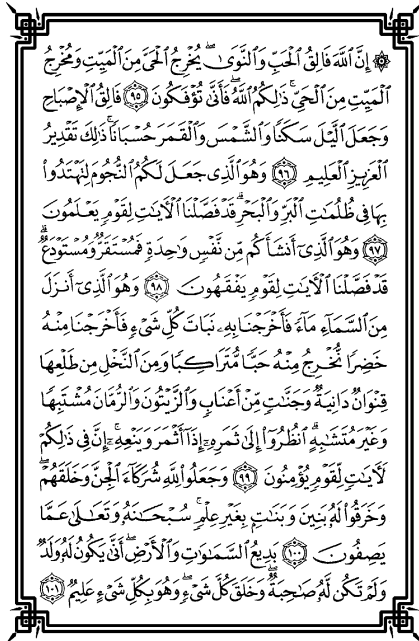 ۞ إِنَّ ٱللَّهَ فَالِقُ ٱلْحَبِّ وَٱلنَّوَىٰۖ يُخْرِجُ ٱلْحَيَّ مِنَ ٱلْمَيِّتِ وَمُخْرِجُ
ٱلْمَيِّتِ مِنَ ٱلْحَيِّۚ ذَٰلِكُمُ ٱللَّهُۖ فَأَنَّىٰ تُؤْفَكُونَ ۝٩٥ فَالِقُ ٱلْإِصْبَاحِ
وَجَعَلَ ٱلَّيْلَ سَكَنًا وَٱلشَّمْسَ وَٱلْقَمَرَ حُسْبَانًاۚ ذَٰلِكَ تَقْدِيرُ
ٱلْعَزِيزِ ٱلْعَلِيمِ ۝٩٦ وَهُوَ ٱلَّذِي جَعَلَ لَكُمُ ٱلنُّجُومَ لِتَهْتَدُوا۟
بِهَا فِي ظُلُمَٰتِ ٱلْبَرِّ وَٱلْبَحْرِۗ قَدْ فَصَّلْنَا ٱلْءَايَٰتِ لِقَوْمٍ يَعْلَمُونَ
۝٩٧ وَهُوَ ٱلَّذِيٓ أَنشَأَكُم مِّن نَّفْسٍ وَٰحِدَةٍ فَمُسْتَقَرٌّ وَمُسْتَوْدَعٌۗ
قَدْ فَصَّلْنَا ٱلْءَايَٰتِ لِقَوْمٍ يَفْقَهُونَ ۝٩٨ وَهُوَ ٱلَّذِيٓ أَنزَلَ
مِنَ ٱلسَّمَآءِ مَآءً فَأَخْرَجْنَا بِهِۦ نَبَاتَ كُلِّ شَيْءٍ فَأَخْرَجْنَا مِنْهُ
خَضِرًا نُّخْرِجُ مِنْهُ حَبًّا مُّتَرَاكِبًا وَمِنَ ٱلنَّخْلِ مِن طَلْعِهَا
قِنْوَانٌ دَانِيَةٌ وَجَنَّٰتٍ مِّنْ أَعْنَابٍ وَٱلزَّيْتُونَ وَٱلرُّمَّانَ مُشْتَبِهًا
وَغَيْرَ مُتَشَٰبِهٍۗ ٱنظُرُوٓا۟ إِلَىٰ ثَمَرِهِۦٓ إِذَآ أَثْمَرَ وَيَنْعِهِۦٓۚ إِنَّ فِي ذَٰلِكُمْ
لَءَايَٰتٍ لِّقَوْمٍ يُؤْمِنُونَ ۝٩٩ وَجَعَلُوا۟ لِلَّهِ شُرَكَآءَ ٱلْجِنَّ وَخَلَقَهُمْۖ
وَخَرَقُوا۟ لَهُۥ بَنِينَ وَبَنَٰتٍۭ بِغَيْرِ عِلْمٍۚ سُبْحَٰنَهُۥ وَتَعَٰلَىٰ عَمَّا
يَصِفُونَ ۝١٠٠ بَدِيعُ ٱلسَّمَٰوَٰتِ وَٱلْأَرْضِۖ أَنَّىٰ يَكُونُ لَهُۥ وَلَدٌ
وَلَمْ تَكُن لَّهُۥ صَٰحِبَةٌۖ وَخَلَقَ كُلَّ شَيْءٍۖ وَهُوَ بِكُلِّ شَيْءٍ عَلِيمٌ ۝١٠١